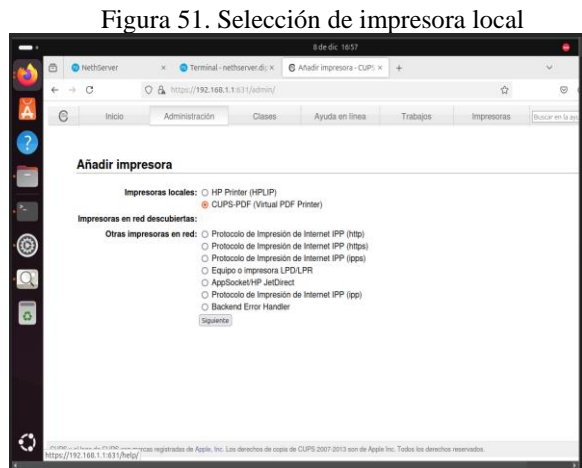 Figura 51. Selección de impresora local
8 de dic 16:57
NethServer × Terminal - nethserver.di × Añadir impresora - CUPS × +
https://192.168.1.1:631/admin/
Inicio Administración Clases Ayuda en línea Trabajos Impresoras Buscar en la ayu
Añadir impresora
Impresoras locales: HP Printer (HPLIP)
CUPS-PDF (Virtual PDF Printer)
Impresoras en red descubiertas:
Otras impresoras en red: Protocolo de Impresión de Internet IPP (http)
Protocolo de Impresión de Internet IPP (https)
Protocolo de Impresión de Internet IPP (ipps)
Equipo o impresora LPD/LPR
AppSocket/HP JetDirect
Protocolo de Impresión de Internet IPP (ipp)
Backend Error Handler
Siguiente
marcas registradas de Apple, Inc. Los derechos de copia de CUPS 2007-2013 son de Apple Inc. Todos los derechos reservados.
https://192.168.1.1:631/help/